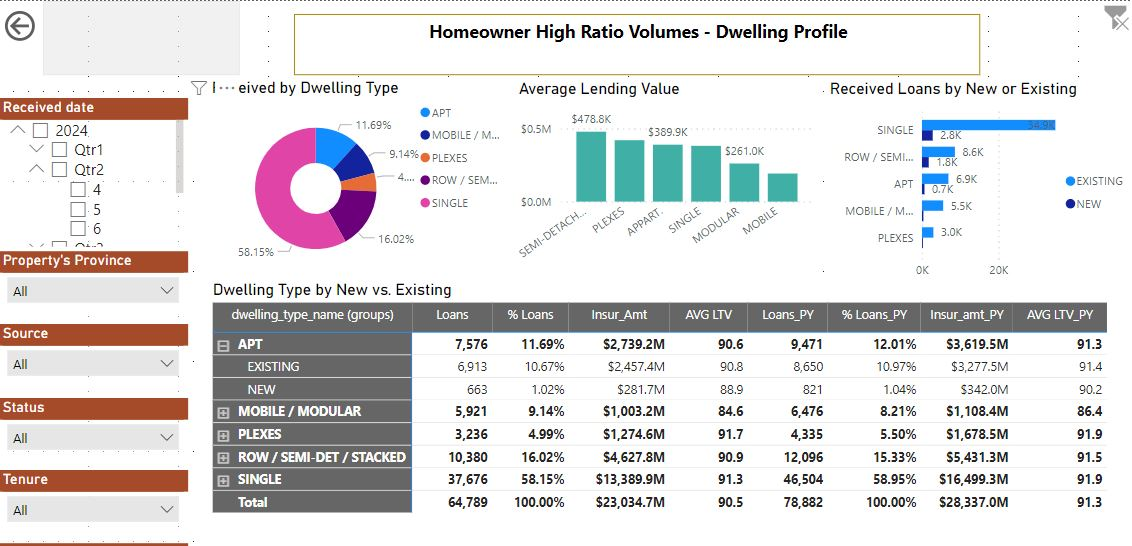 Homeowner High Ratio Volumes - Dwelling Profile
Received date
2024
Qtr1
Qtr2
4
5
6
Property's Province
All
Source
All
Status
All
Tenure
All
eived by Dwelling Type
11.69%
9.14%
4....
16.02%
58.15%
APT
MOBILE / M...
PLEXES
ROW / SEM...
SINGLE
Average Lending Value
$0.5M
$0.0M
$478.8K
$389.9K
$261.0K
SEMI-DETACH...
PLEXES
APPART.
SINGLE
MODULAR
MOBILE
Received Loans by New or Existing
SINGLE
34.9K
2.8K
ROW / SEMI...
8.6K
1.8K
APT
6.9K
0.7K
MOBILE / M...
5.5K
PLEXES
3.0K
0K 20K
EXISTING
NEW
Dwelling Type by New vs. Existing
dwelling_type_name (groups) Loans % Loans Insur_Amt AVG LTV Loans_PY % Loans_PY Insur_amt_PY AVG LTV_PY
APT 7,576 11.69% $2,739.2M 90.6 9,471 12.01% $3,619.5M 91.3
EXISTING 6,913 10.67% $2,457.4M 90.8 8,650 10.97% $3,277.5M 91.4
NEW 663 1.02% $281.7M 88.9 821 1.04% $342.0M 90.2
MOBILE / MODULAR 5,921 9.14% $1,003.2M 84.6 6,476 8.21% $1,108.4M 86.4
PLEXES 3,236 4.99% $1,274.6M 91.7 4,335 5.50% $1,678.5M 91.9
ROW / SEMI-DET / STACKED 10,380 16.02% $4,627.8M 90.9 12,096 15.33% $5,431.3M 91.5
SINGLE 37,676 58.15% $13,389.9M 91.3 46,504 58.95% $16,499.3M 91.9
Total 64,789 100.00% $23,034.7M 90.5 78,882 100.00% $28,337.0M 91.3